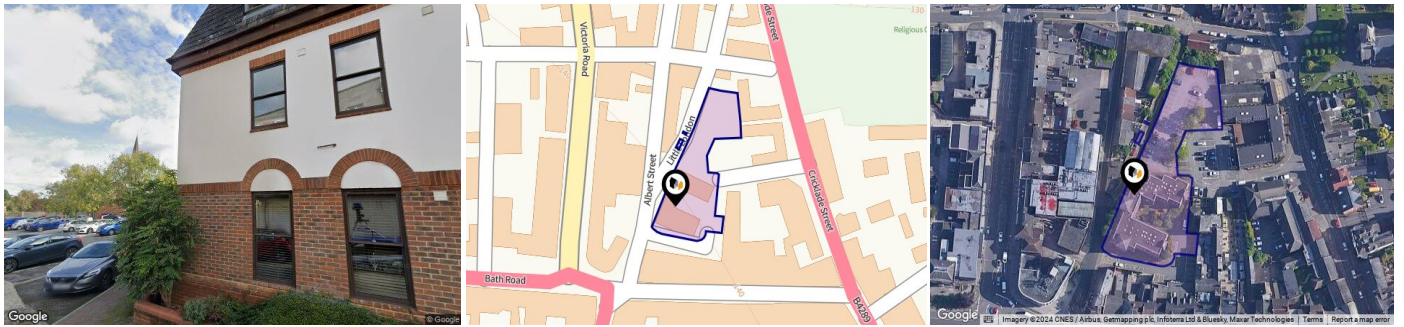 Google
© Google
Victoria Road
Albert Street
Bath Road
Cricklade Street
B4289
130
Religious
140
Google
Imagery ©2024 CNES / Airbus, Getmapping plc, Infoterra Ltd & Bluesky, Maxar Technologies
Terms
Report a map error